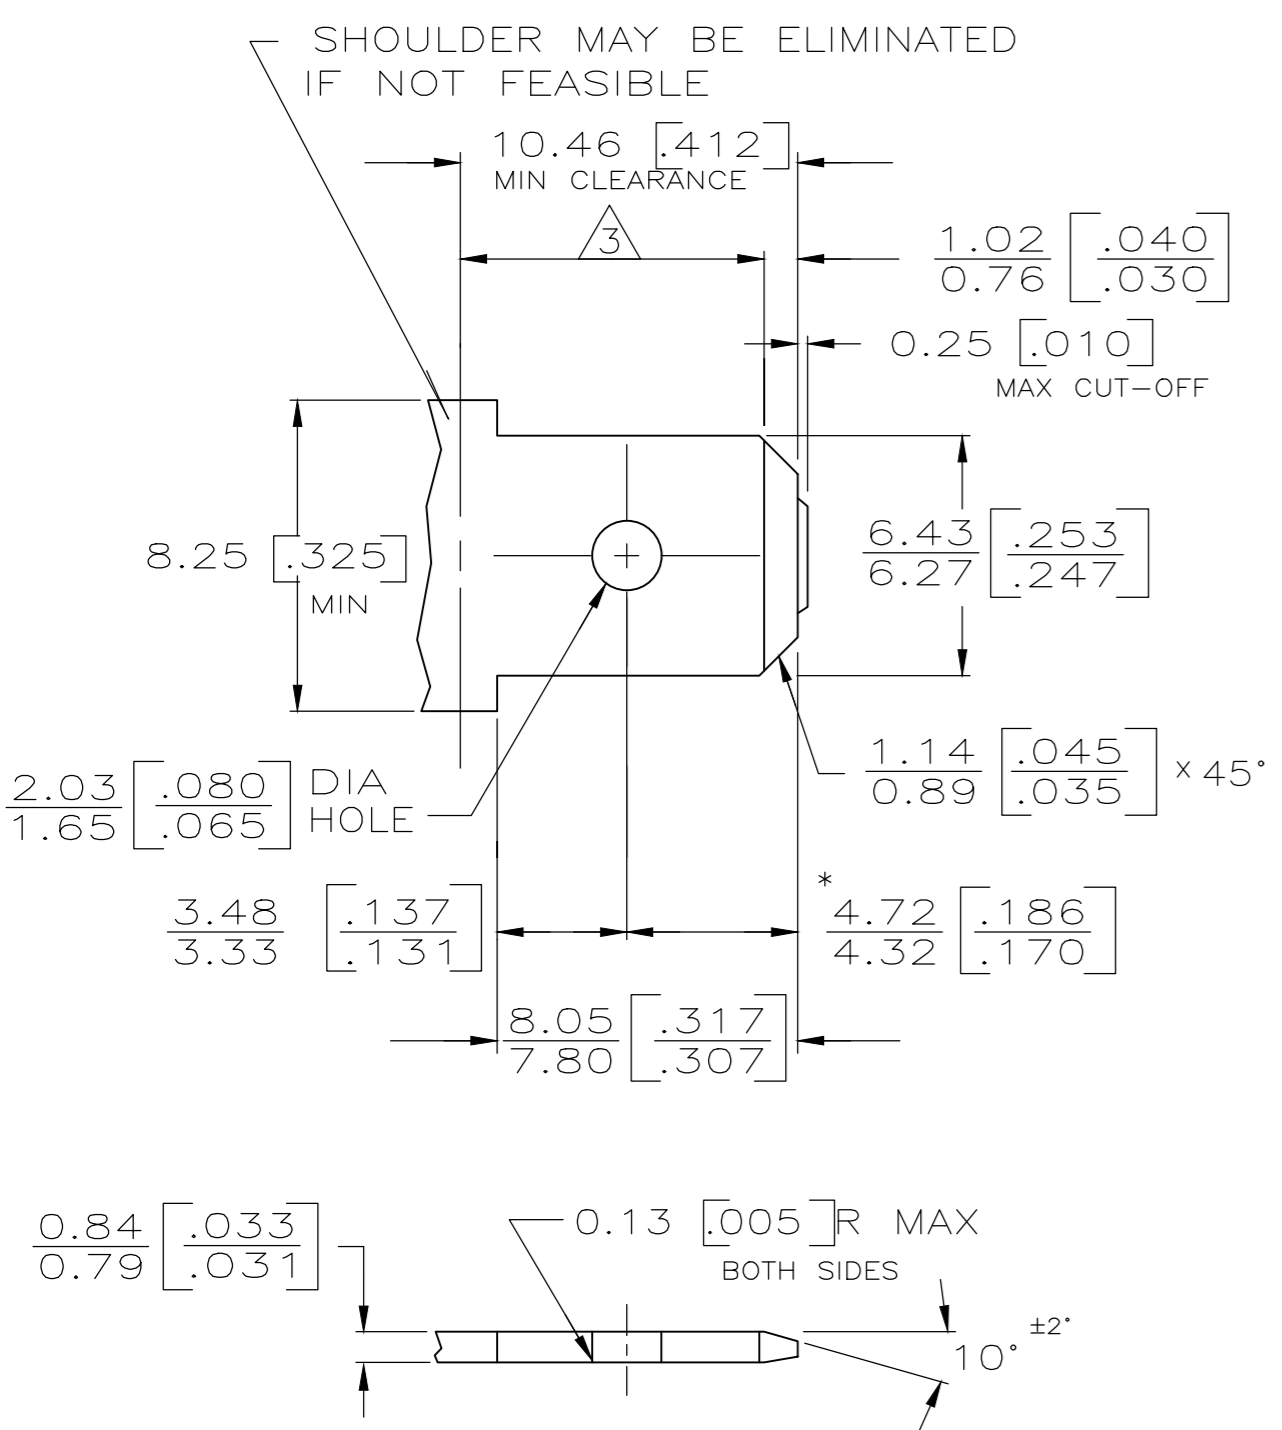 SHOULDER MAY BE ELIMINATED
IF NOT FEASIBLE
10.46 [.412]
MIN CLEARANCE
3
1.02 [.040
0.76 .030]
0.25 [.010]
MAX CUT-OFF
8.25 [.325]
MIN
6.43 [.253
6.27 .247]
2.03 [.080 DIA
1.65 .065] HOLE
1.14 [.045
0.89 .035] x 45°
3.48 [.137
3.33 .131]
*
4.72 [.186
4.32 .170]
8.05 [.317
7.80 .307]
0.84 [.033
0.79 .031]
0.13 [.005] R MAX
BOTH SIDES
10° ±2°